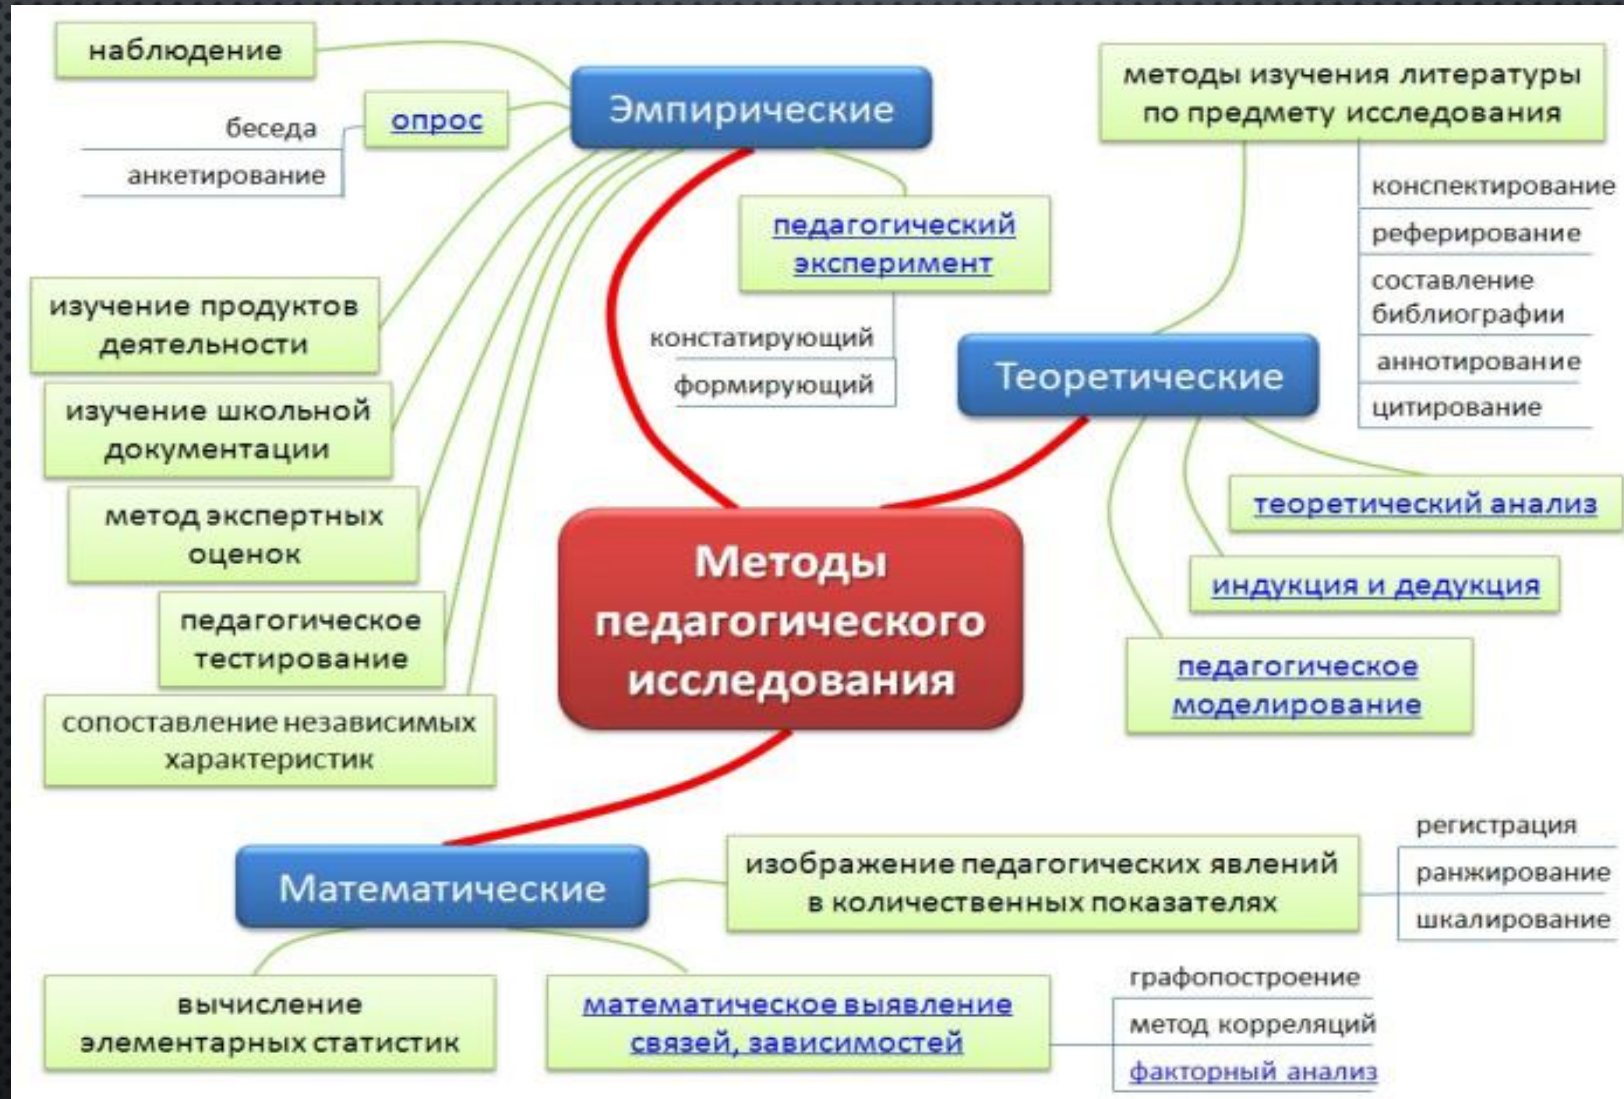 наблюдение
опрос
беседа
анкетирование
Эмпирические
педагогический
эксперимент
констатирующий
формирующий
изучение продуктов
деятельности
изучение школьной
документации
метод экспертных
оценок
педагогическое
тестирование
сопоставление независимых
характеристик
методы изучения литературы
по предмету исследования
конспектирование
реферирование
составление
библиографии
аннотирование
цитирование
Теоретические
теоретический анализ
индукция и дедукция
педагогическое
моделирование
Методы
педагогического
исследования
Математические
изображение педагогических явлений
в количественных показателях
регистрация
ранжирование
шкалирование
вычисление
элементарных статистик
математическое выявление
связей, зависимостей
графопостроение
метод корреляций
факторный анализ